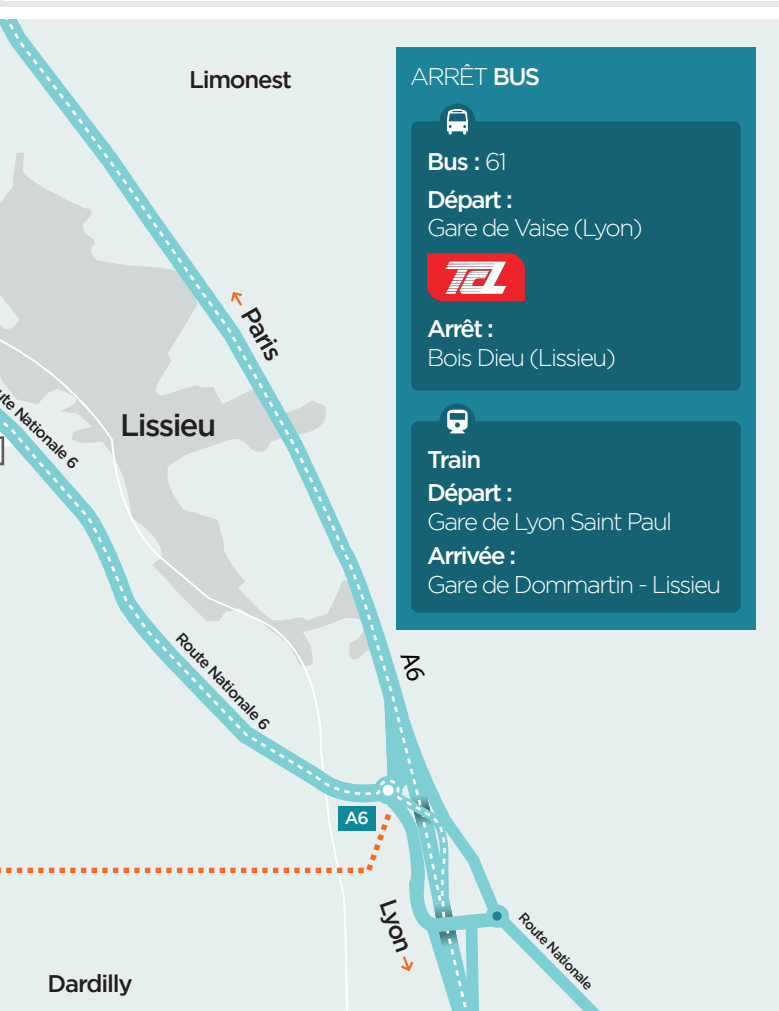 Limonest
ARRÊT BUS
Bus : 61
Départ :
Gare de Vaise (Lyon)
TCL
Arrêt :
Bois Dieu (Lissieu)
Train
Départ :
Gare de Lyon Saint Paul
Arrivée :
Gare de Dommartin - Lissieu
← Paris
Lissieu
Nationale 6
Route Nationale 6
A6
A6
Lyon →
Route Nationale
Dardilly